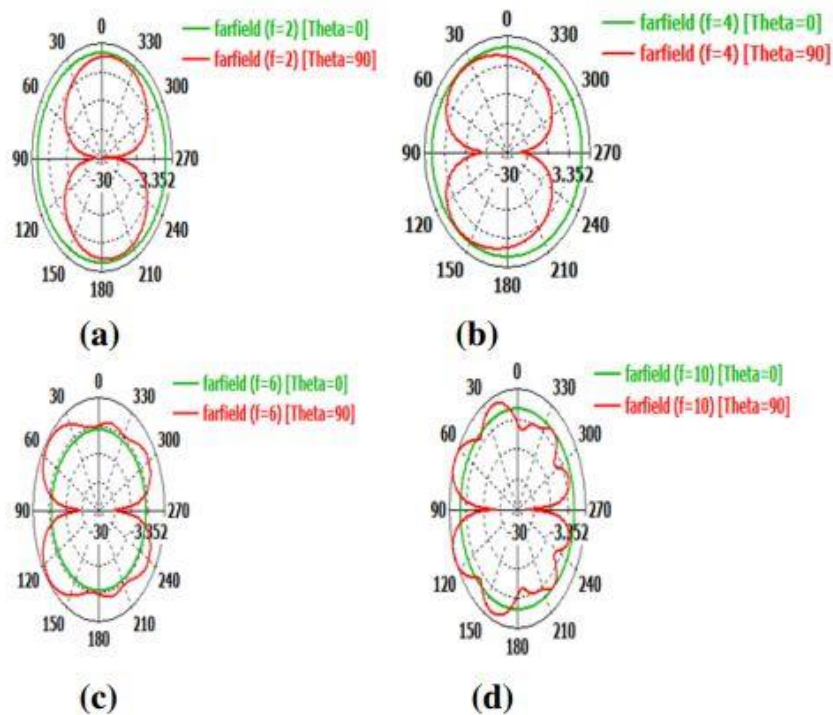 0
30 330
60 300
90 270
-30 3.352
120 240
150 210
180
farfield (f=2) [Theta=0]
farfield (f=2) [Theta=90]
(a)
0
30 330
60 300
90 270
-30 3.352
120 240
150 210
180
farfield (f=4) [Theta=0]
farfield (f=4) [Theta=90]
(b)
0
30 330
60 300
90 270
-30 3.352
120 240
150 210
180
farfield (f=6) [Theta=0]
farfield (f=6) [Theta=90]
(c)
0
30 330
60 300
90 270
-30 3.352
120 240
150 210
180
farfield (f=10) [Theta=0]
farfield (f=10) [Theta=90]
(d)